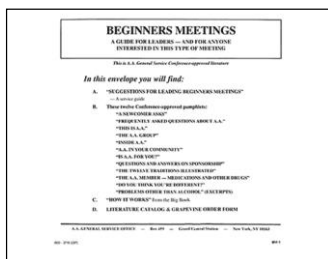 BEGINNERS MEETINGS
A GUIDE FOR LEADERS — AND FOR ANYONE
INTERESTED IN THIS TYPE OF MEETING
This is A.A. General Service Conference-approved literature
In this envelope you will find:
A. "SUGGESTIONS FOR LEADING BEGINNERS MEETINGS"
— A service guide
B. These twelve Conference-approved pamphlets:
"A NEWCOMER ASKS"
"FREQUENTLY ASKED QUESTIONS ABOUT A.A."
"THIS IS A.A."
"THE A.A. GROUP"
"INSIDE A.A."
"A.A. IN YOUR COMMUNITY"
"IS A.A. FOR YOU?"
"QUESTIONS AND ANSWERS ON SPONSORSHIP"
"THE TWELVE TRADITIONS ILLUSTRATED"
"THE A.A. MEMBER — MEDICATIONS AND OTHER DRUGS"
"DO YOU THINK YOU'RE DIFFERENT?"
"PROBLEMS OTHER THAN ALCOHOL" (EXCERPTS)
C. "HOW IT WORKS" from the Big Book
D. LITERATURE CATALOG & GRAPEVINE ORDER FORM
A.A. GENERAL SERVICE OFFICE — Box 459 — Grand Central Station — New York, NY 10163